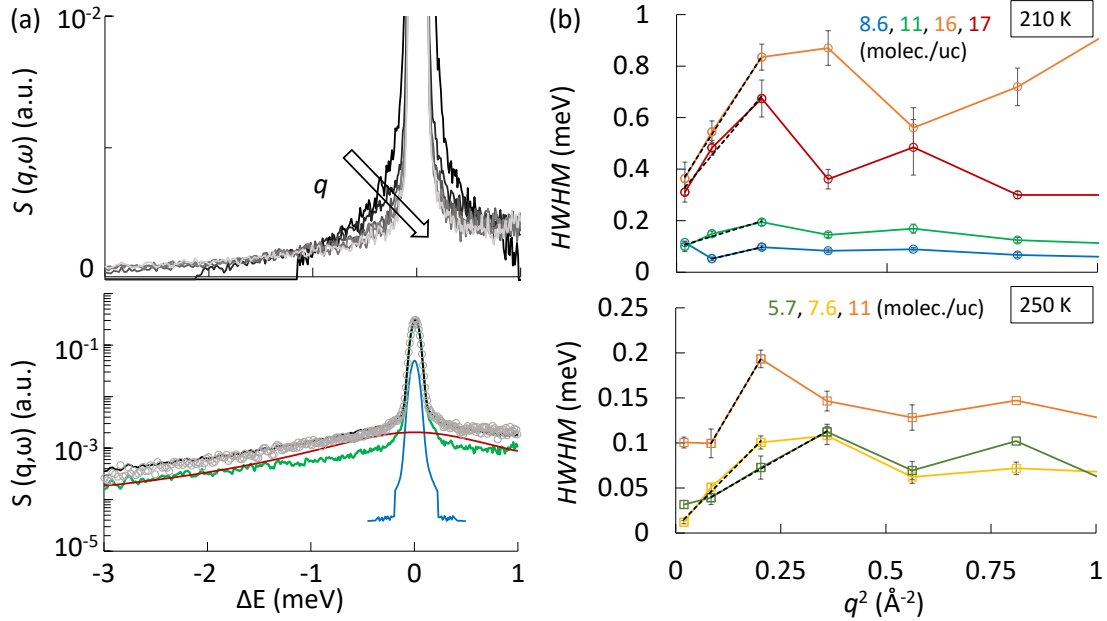 (a)
10⁻²
S (q,ω) (a.u.)
q
0
-1
0
1
10⁻¹
S (q,ω) (a.u.)
10⁻³
10⁻⁵
-3
-2
-1
0
1
ΔE (meV)
(b)
8.6, 11, 16, 17
(molec./uc)
210 K
HWHM (meV)
1
0.8
0.6
0.4
0.2
0
5.7, 7.6, 11 (molec./uc)
250 K
HWHM (meV)
0.25
0.2
0.15
0.1
0.05
0
0
0.25
0.5
0.75
1
q² (Å⁻²)